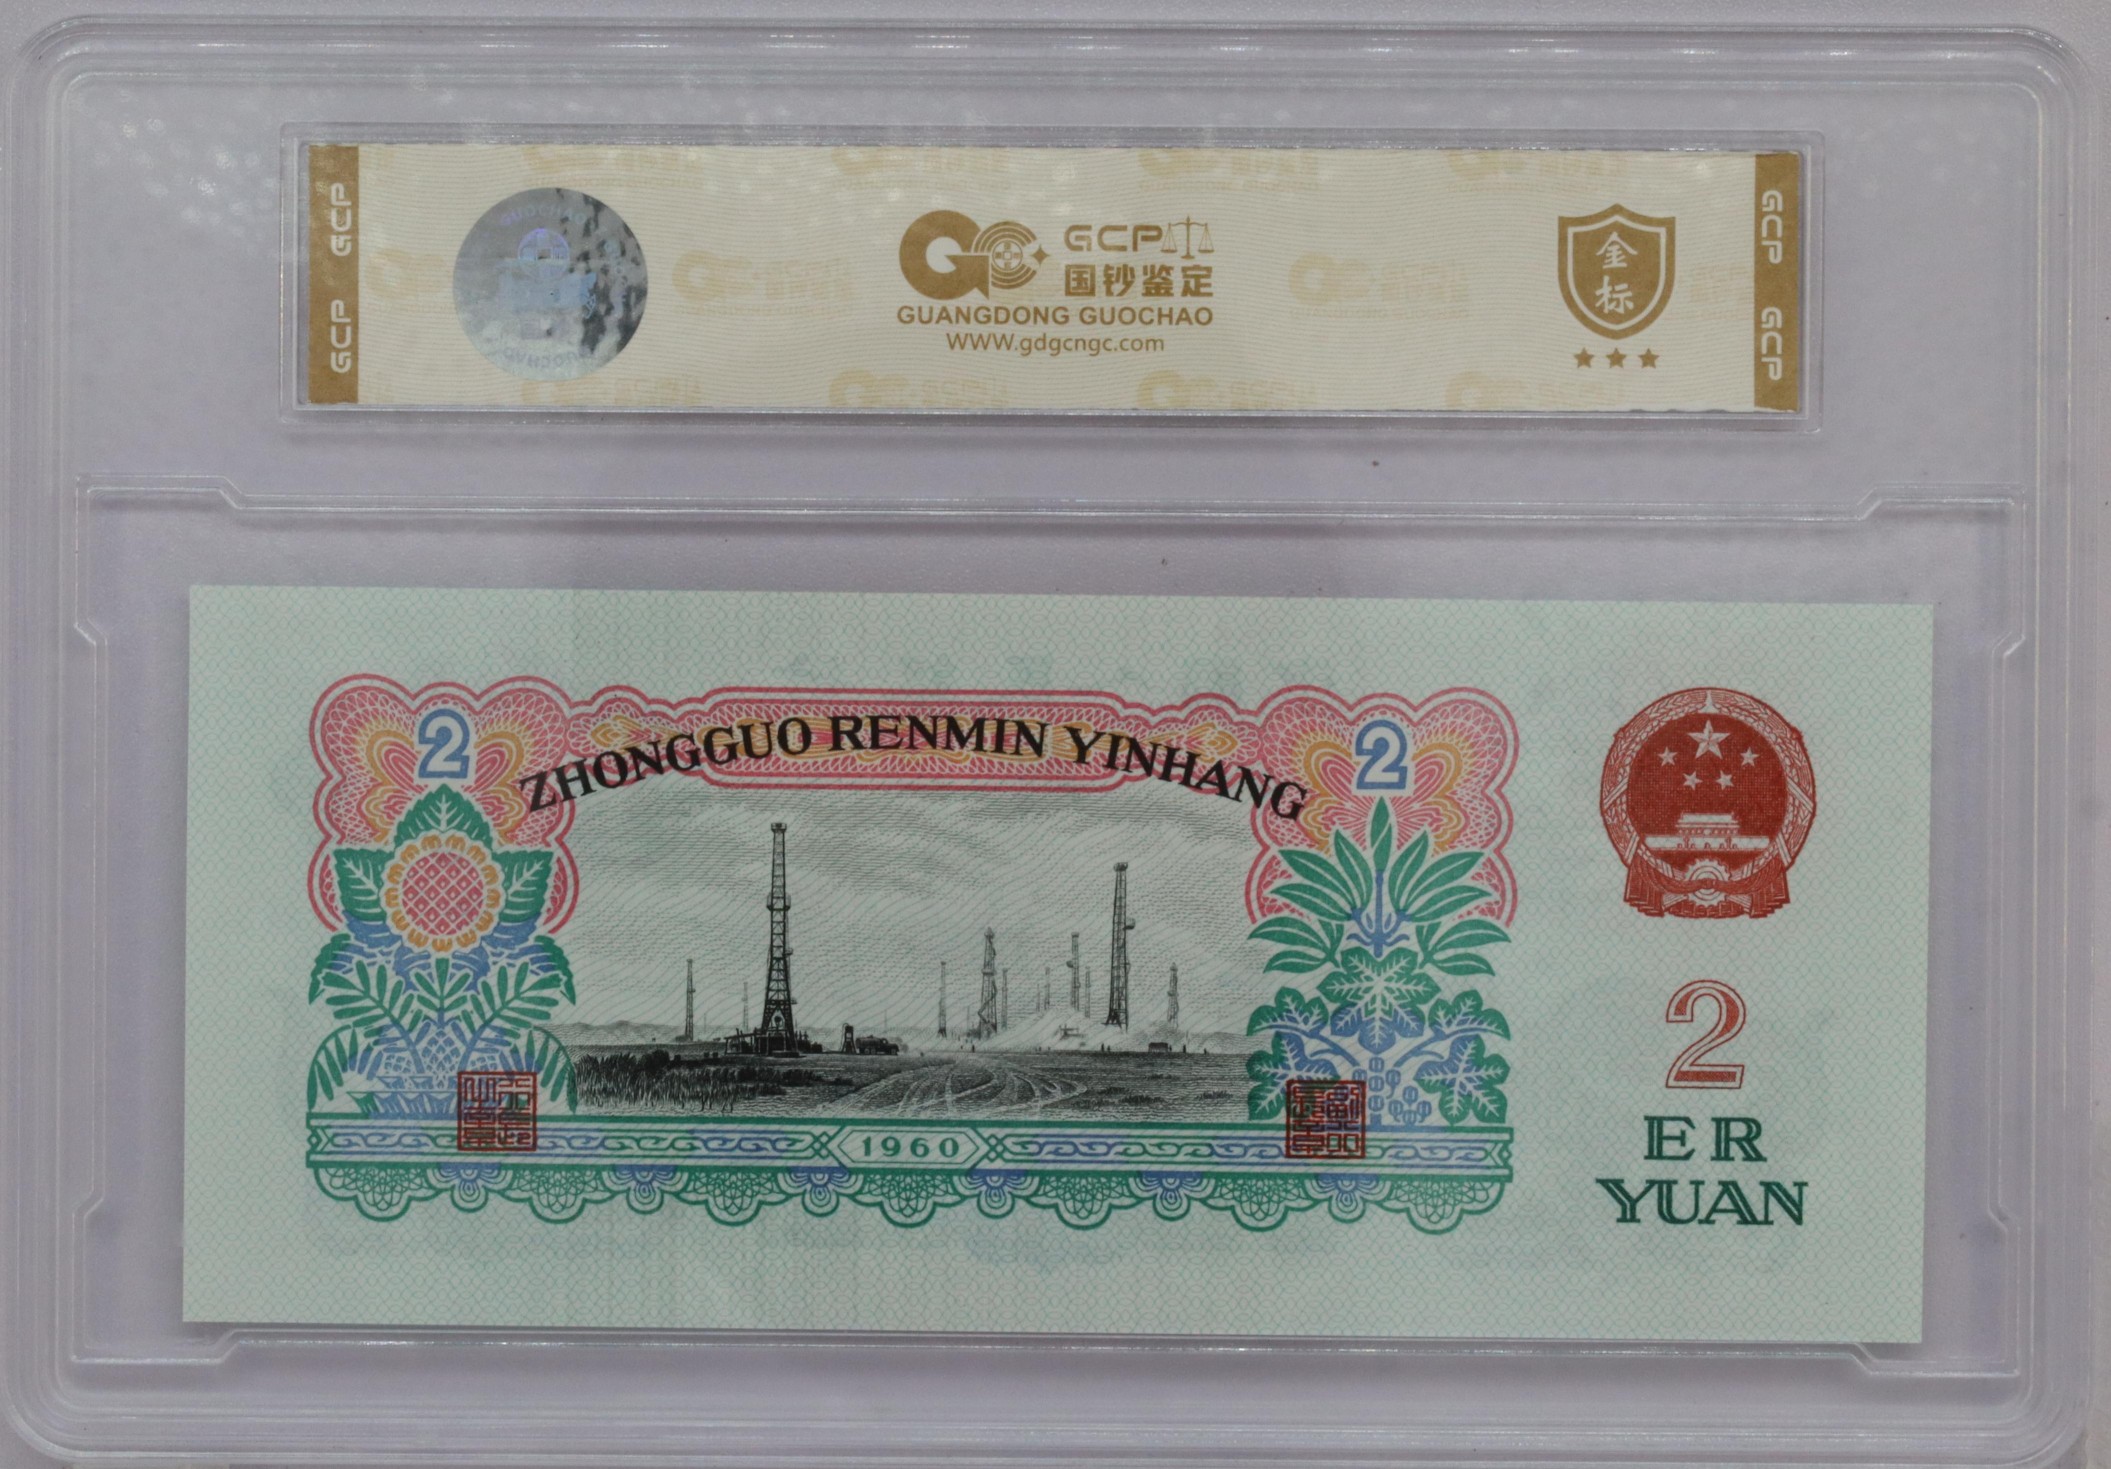 GCP GCP
GUOCHAO
GCP
国钞鉴定
GUANGDONG GUOCHAO
www.gdgcngc.com
金标
GCP GCP
2
2
ZHONGGUO RENMIN YINHANG
1960
2
ER
YUAN